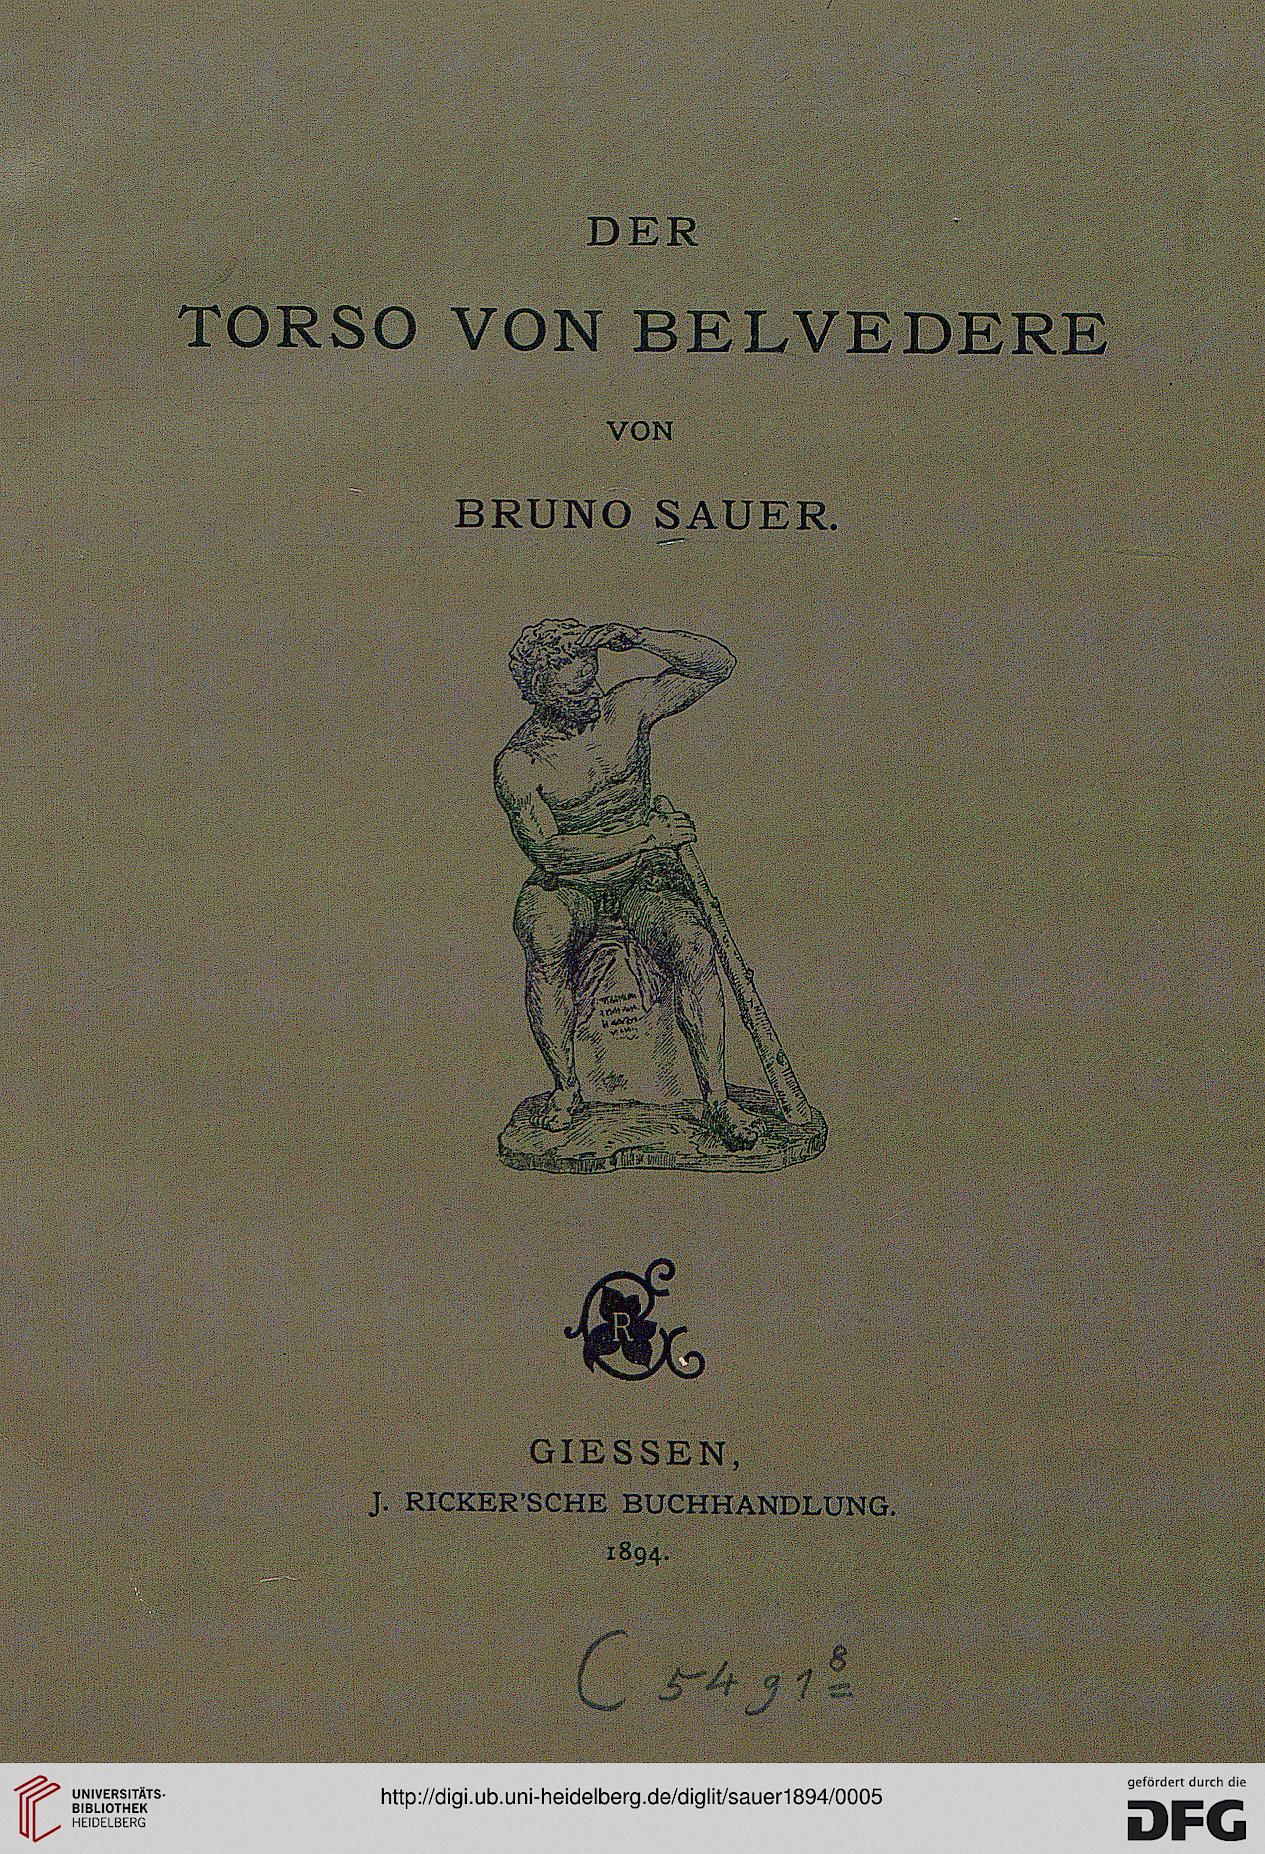 DER
TORSO VON BELVEDERE
VON
BRUNO SAUER.
R
GIESSEN,
J. RICKER'SCHE BUCHHANDLUNG.
1894.
C 5491 8
UNIVERSITÄTS-
BIBLIOTHEK
HEIDELBERG
http://digi.ub.uni-heidelberg.de/diglit/sauer1894/0005
gefördert durch die
DFG